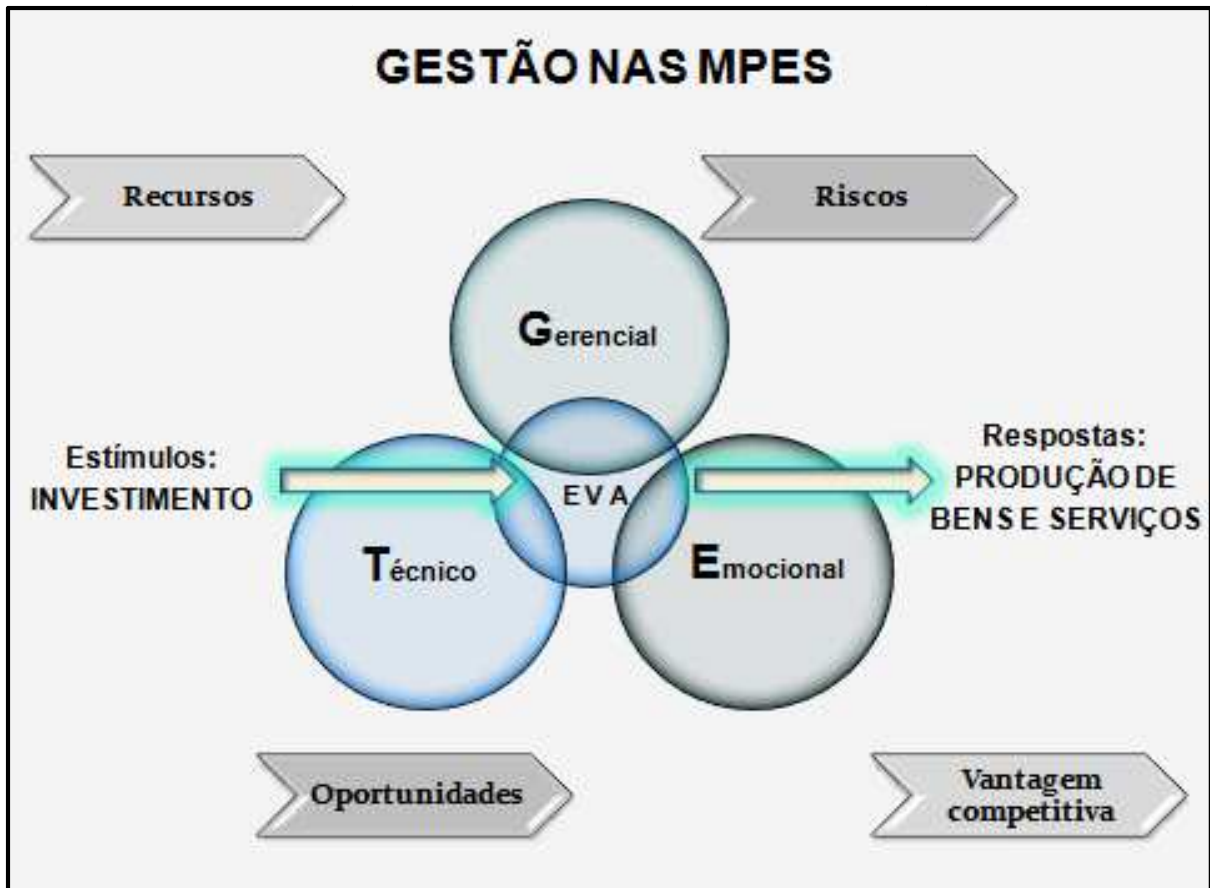 GESTÃO NAS MPES
Recursos
Riscos
Gerencial
Estímulos:
INVESTIMENTO
E V A
Respostas:
PRODUÇÃO DE
BENS E SERVIÇOS
Técnico
Emocional
Oportunidades
Vantagem
competitiva